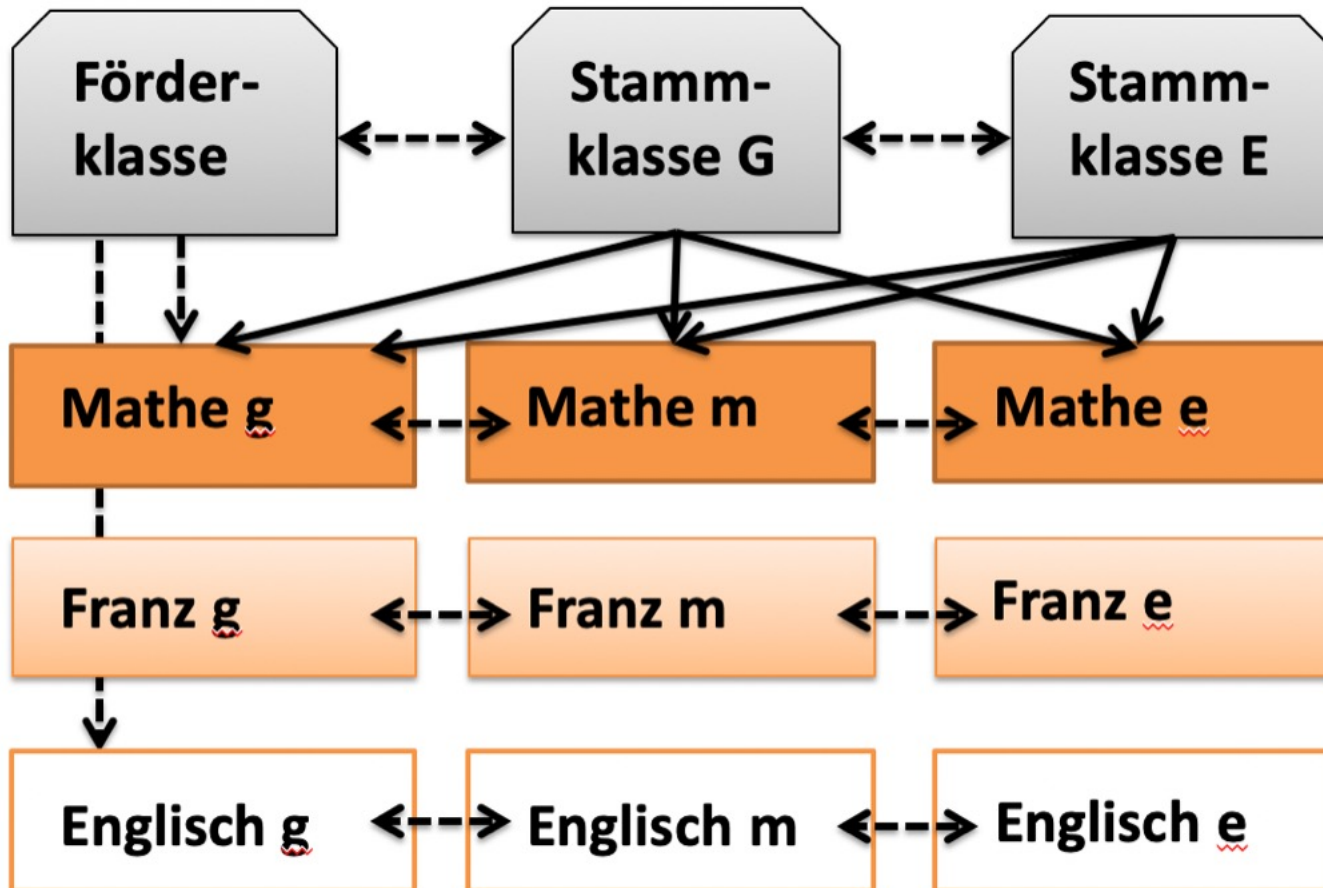 Förder-
klasse
Stamm-
klasse G
Stamm-
klasse E
Mathe g
Mathe m
Mathe e
Franz g
Franz m
Franz e
Englisch g
Englisch m
Englisch e